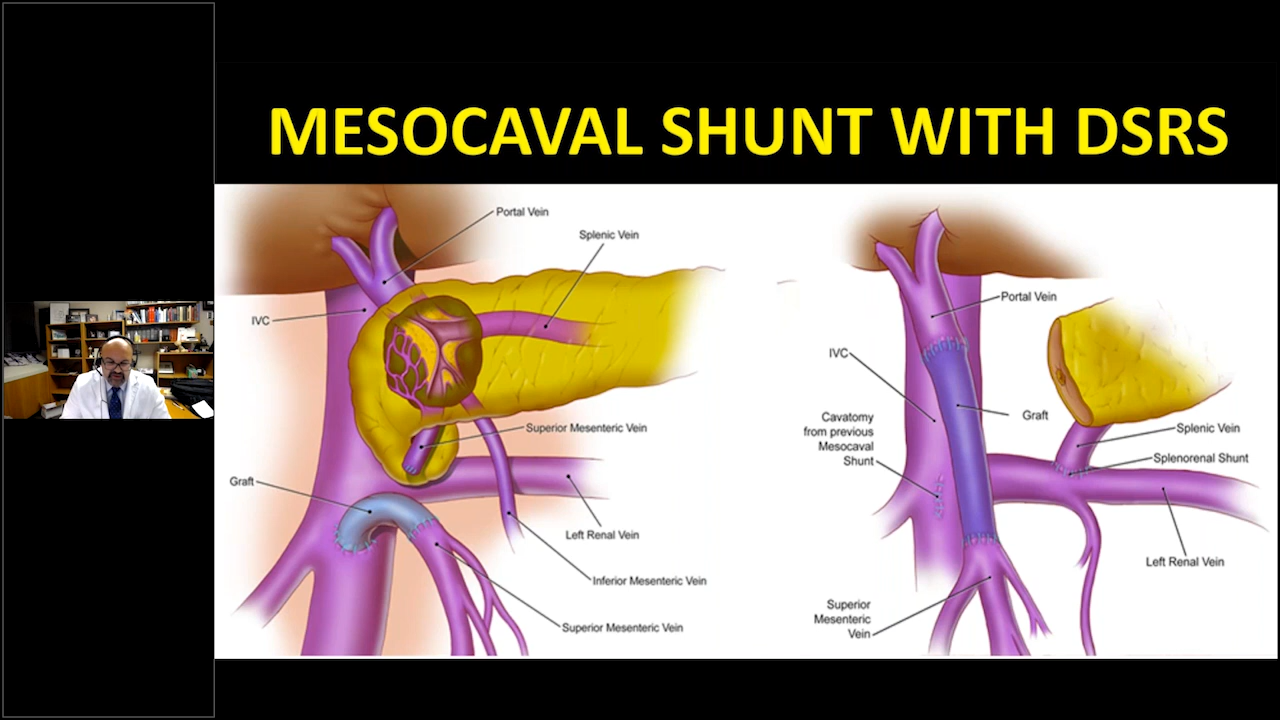 MESOCAVAL SHUNT WITH DSRS
Portal Vein
Splenic Vein
IVC
Superior Mesenteric Vein
Graft
Left Renal Vein
Inferior Mesenteric Vein
Superior Mesenteric Vein
Portal Vein
IVC
Graft
Cavatomy
from previous
Mesocaval
Shunt
Splenic Vein
Splenorenal Shunt
Left Renal Vein
Superior
Mesenteric
Vein